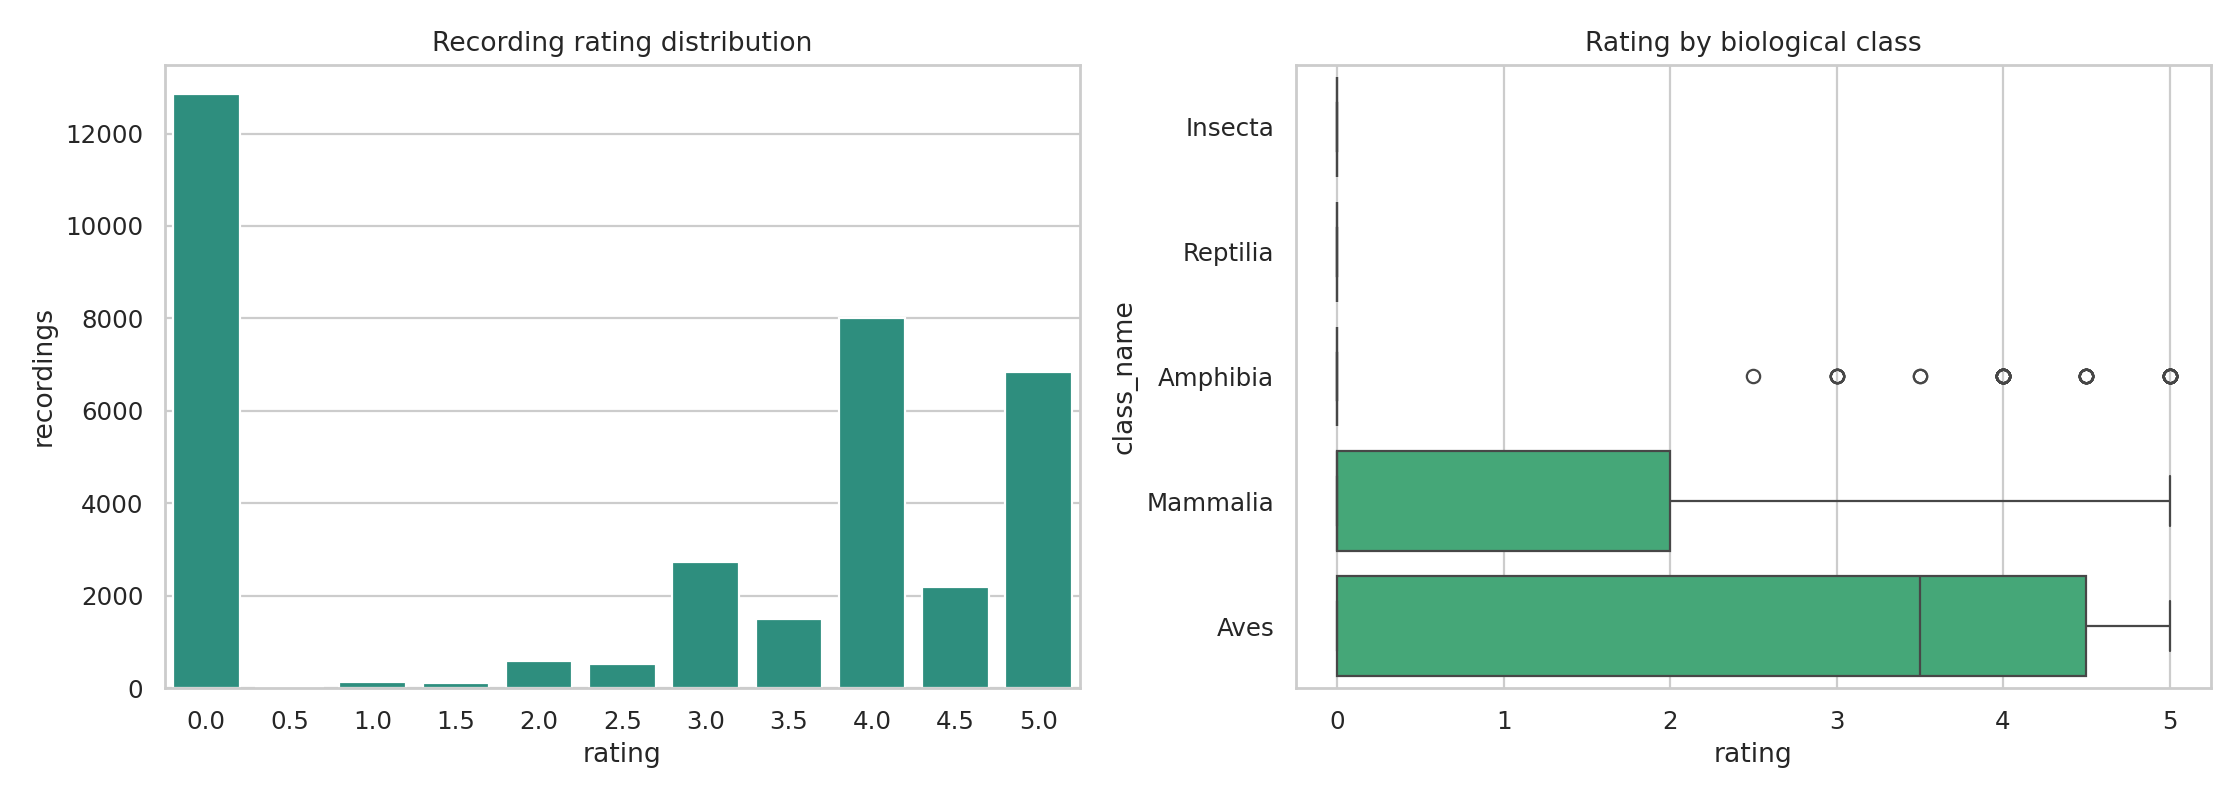 Recording rating distribution
12000
10000
8000
6000
4000
2000
0
recordings
0.0 0.5 1.0 1.5 2.0 2.5 3.0 3.5 4.0 4.5 5.0
rating
Rating by biological class
class_name
Insecta
Reptilia
Amphibia
Mammalia
Aves
0 1 2 3 4 5
rating